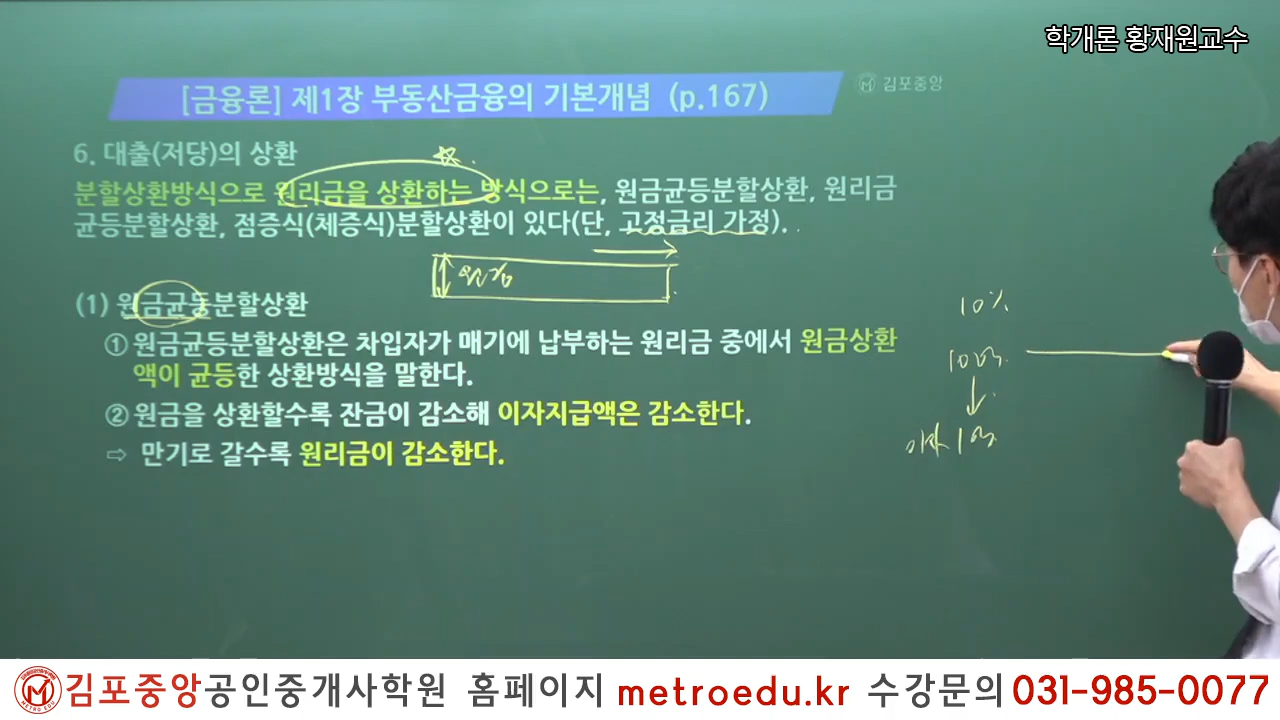 학개론 황재원교수
[금융론] 제1장 부동산금융의 기본개념 (p.167)
김포중앙
6. 대출(저당)의 상환
분할상환방식으로 원리금을 상환하는 방식으로는, 원금균등분할상환, 원리금
균등분할상환, 점증식(체증식)분할상환이 있다(단, 고정금리 가정).
(1) 원금균등분할상환
10%
① 원금균등분할상환은 차입자가 매기에 납부하는 원리금 중에서 원금상환
액이 균등한 상환방식을 말한다.
② 원금을 상환할수록 잔금이 감소해 이자지급액은 감소한다.
⇨ 만기로 갈수록 원리금이 감소한다.
METRO EDU
김포중앙공인중개사학원 홈페이지 metroedu.kr 수강문의 031-985-0077